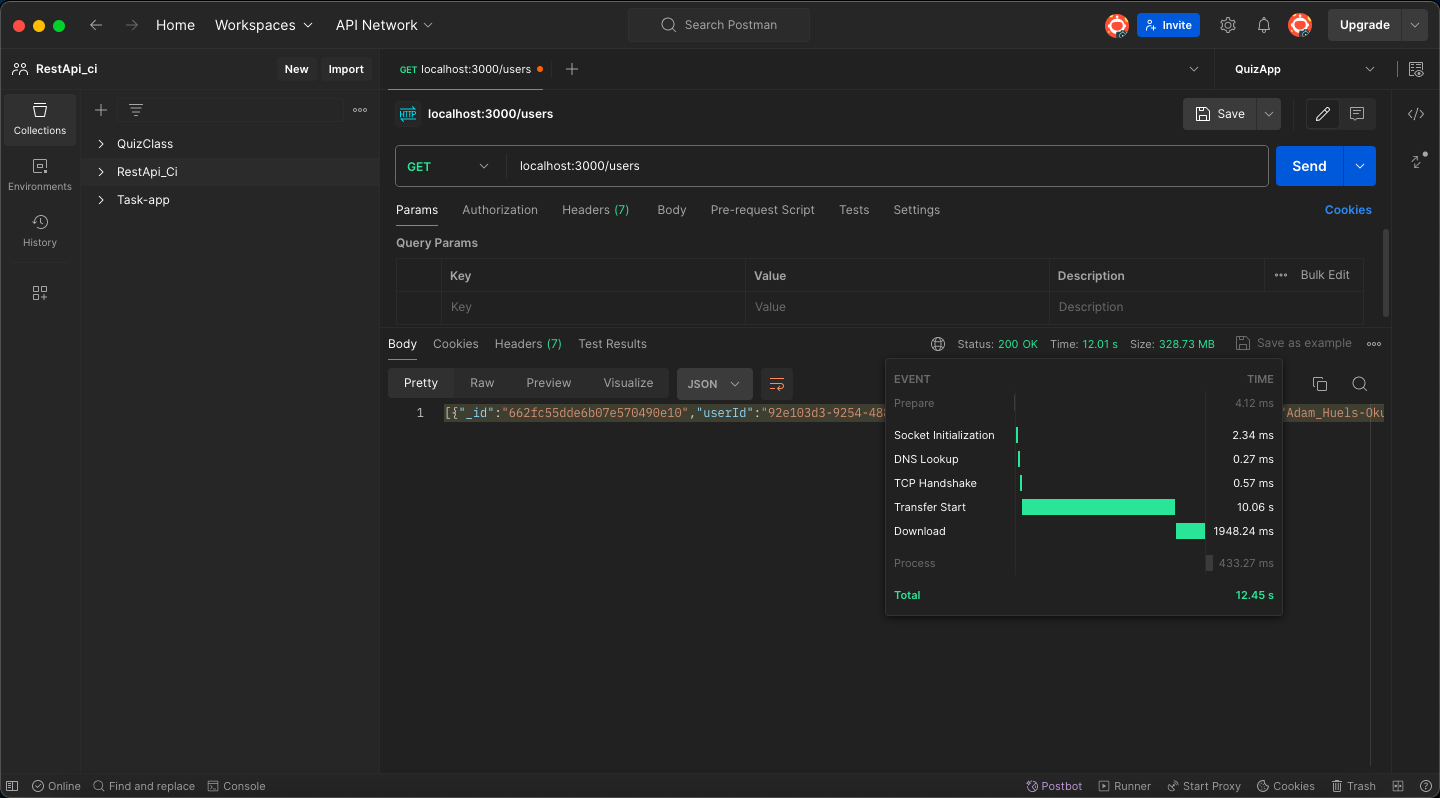 Home Workspaces API Network Search Postman Invite Upgrade
RestApi_ci New Import GET localhost:3000/users QuizApp
HTTP localhost:3000/users Save
Collections
QuizClass
RestApi_Ci
Task-app
Environments
History
GET localhost:3000/users Send
Params Authorization Headers (7) Body Pre-request Script Tests Settings Cookies
Query Params
Key Value Description Bulk Edit
Key Value Description
Body Cookies Headers (7) Test Results Status: 200 OK Time: 12.01 s Size: 328.73 MB Save as example
Pretty Raw Preview Visualize JSON
1 [{"_id":"662fc55dde6b07e570490e10","userId":"92e103d3-9254-48 Adam_Huels-Oku
EVENT TIME
Prepare 4.12 ms
Socket Initialization 2.34 ms
DNS Lookup 0.27 ms
TCP Handshake 0.57 ms
Transfer Start 10.06 s
Download 1948.24 ms
Process 433.27 ms
Total 12.45 s
Online Find and replace Console Postbot Runner Start Proxy Cookies Trash